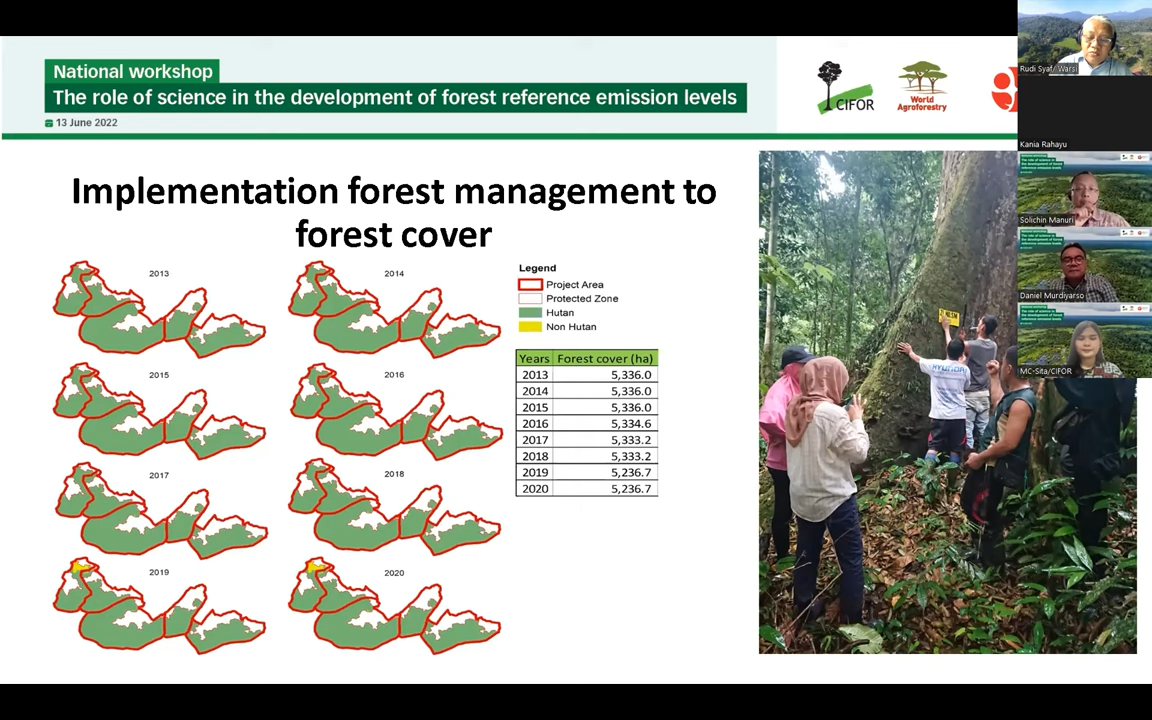 National workshop
The role of science in the development of forest reference emission levels
13 June 2022
CIFOR
World
Agroforestry
Rudi Syaf/ Warsi
Kania Rahayu
Solichin Manuri
Daniel Murdiyarso
MC-Sita/CIFOR
Implementation forest management to
forest cover
2013
2014
2015
2016
2017
2018
2019
2020
Legend
Project Area
Protected Zone
Hutan
Non Hutan
Years Forest cover (ha)
2013 5,336.0
2014 5,336.0
2015 5,336.0
2016 5,334.6
2017 5,333.2
2018 5,333.2
2019 5,236.7
2020 5,236.7
HYUNDAI